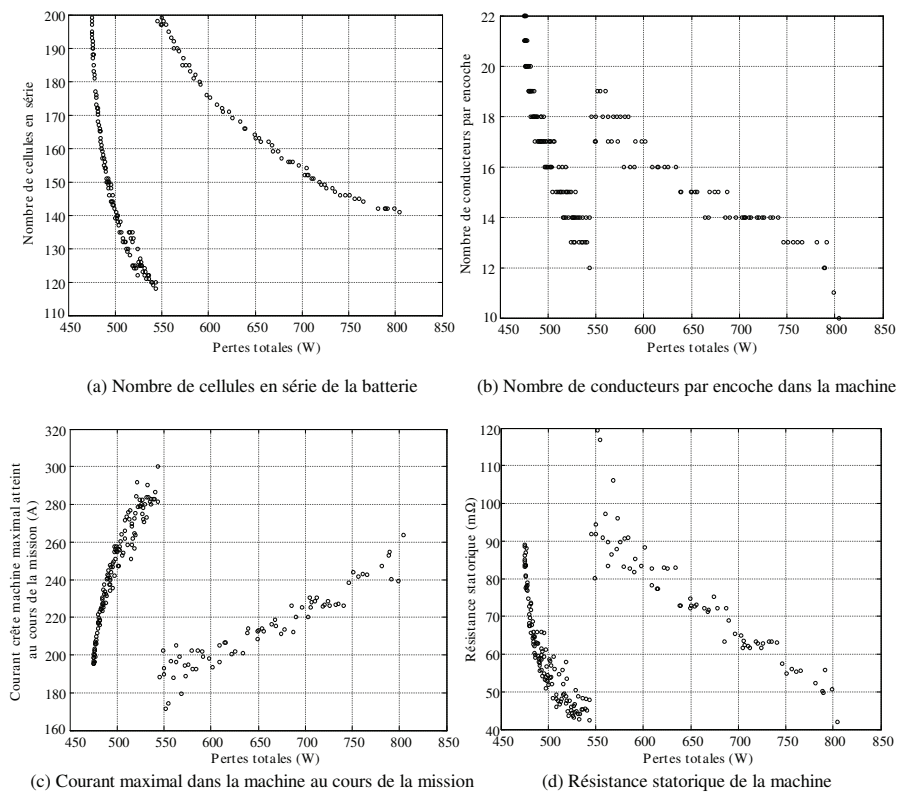 200
190
180
170
160
150
140
130
120
110
Nombre de cellules en série
450 500 550 600 650 700 750 800 850
Pertes totales (W)
(a) Nombre de cellules en série de la batterie
22
20
18
16
14
12
10
Nombre de conducteurs par encoche
450 500 550 600 650 700 750 800 850
Pertes totales (W)
(b) Nombre de conducteurs par encoche dans la machine
320
300
280
260
240
220
200
180
160
Courant crête machine maximal atteint
au cours de la mission (A)
450 500 550 600 650 700 750 800 850
Pertes totales (W)
(c) Courant maximal dans la machine au cours de la mission
120
110
100
90
80
70
60
50
40
Résistance statorique (mΩ)
450 500 550 600 650 700 750 800 850
Pertes totales (W)
(d) Résistance statorique de la machine